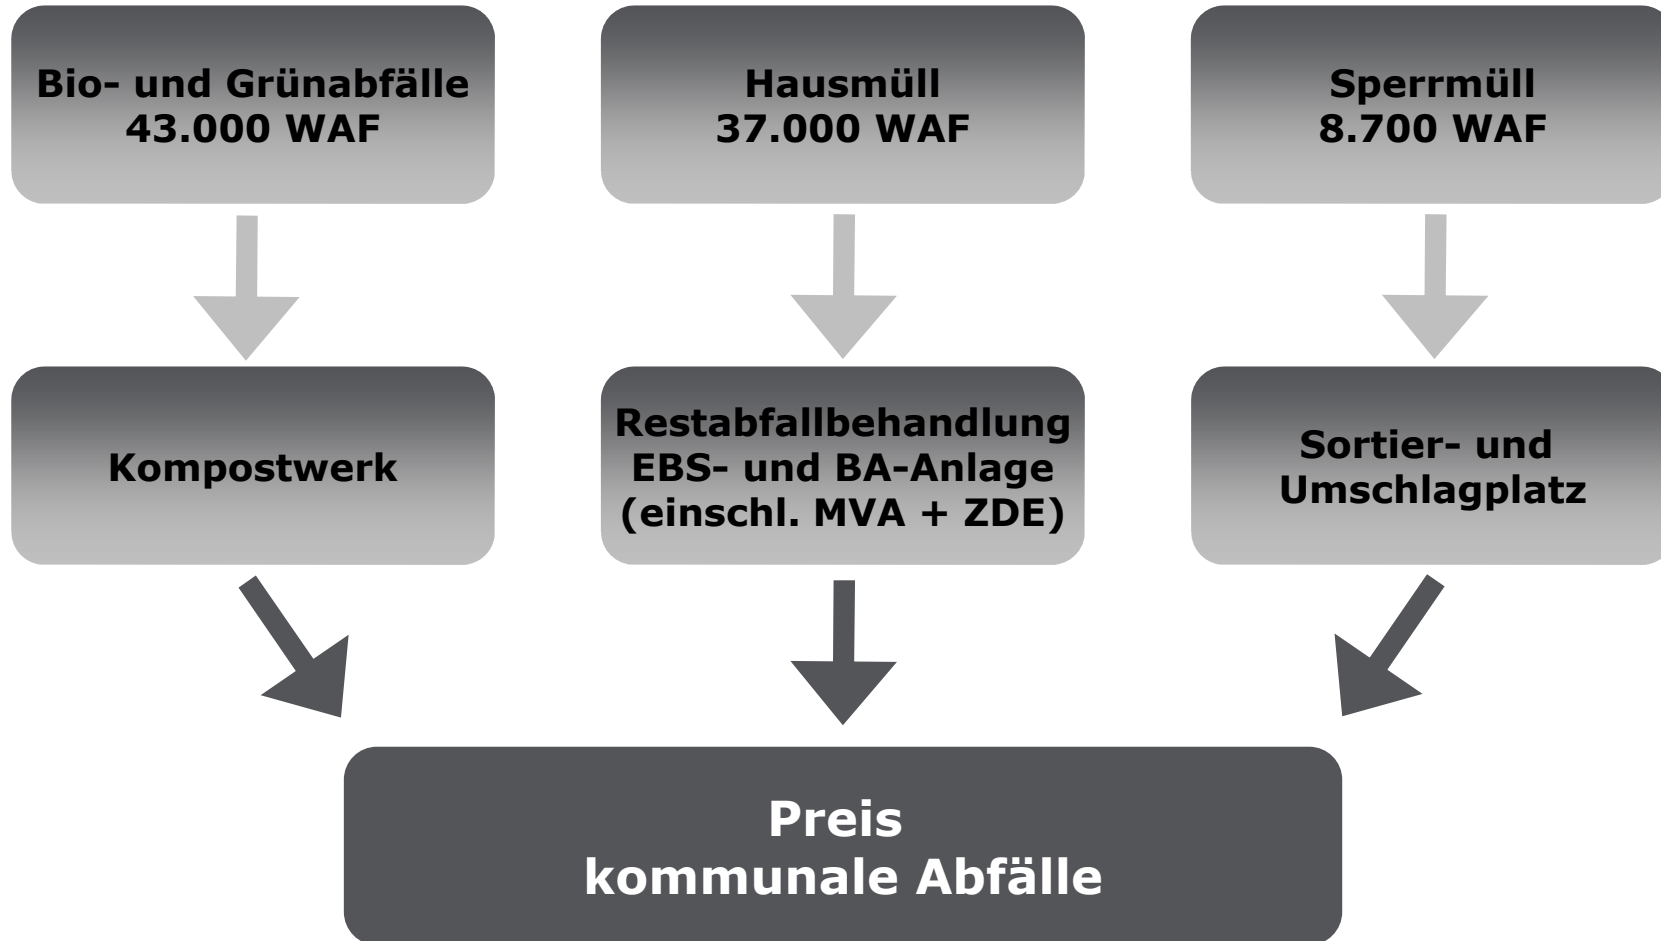 Bio- und Grünabfälle
43.000 WAF
Hausmüll
37.000 WAF
Sperrmüll
8.700 WAF
Kompostwerk
Restabfallbehandlung
EBS- und BA-Anlage
(einschl. MVA + ZDE)
Sortier- und
Umschlagplatz
Preis
kommunale Abfälle